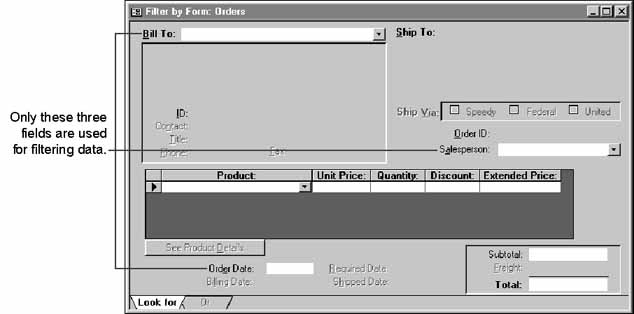 Filter by Form: Orders
Bill To:
Ship To:
Only these three
fields are used
for filtering data.
ID:
Contact:
Title:
Phone:
Fax:
Ship Via:
Speedy
Federal
United
Order ID:
Salesperson:
Product:
Unit Price:
Quantity:
Discount:
Extended Price:
See Product Details
Order Date:
Required Date:
Billing Date:
Shipped Date:
Subtotal:
Freight:
Total:
Look for
Or